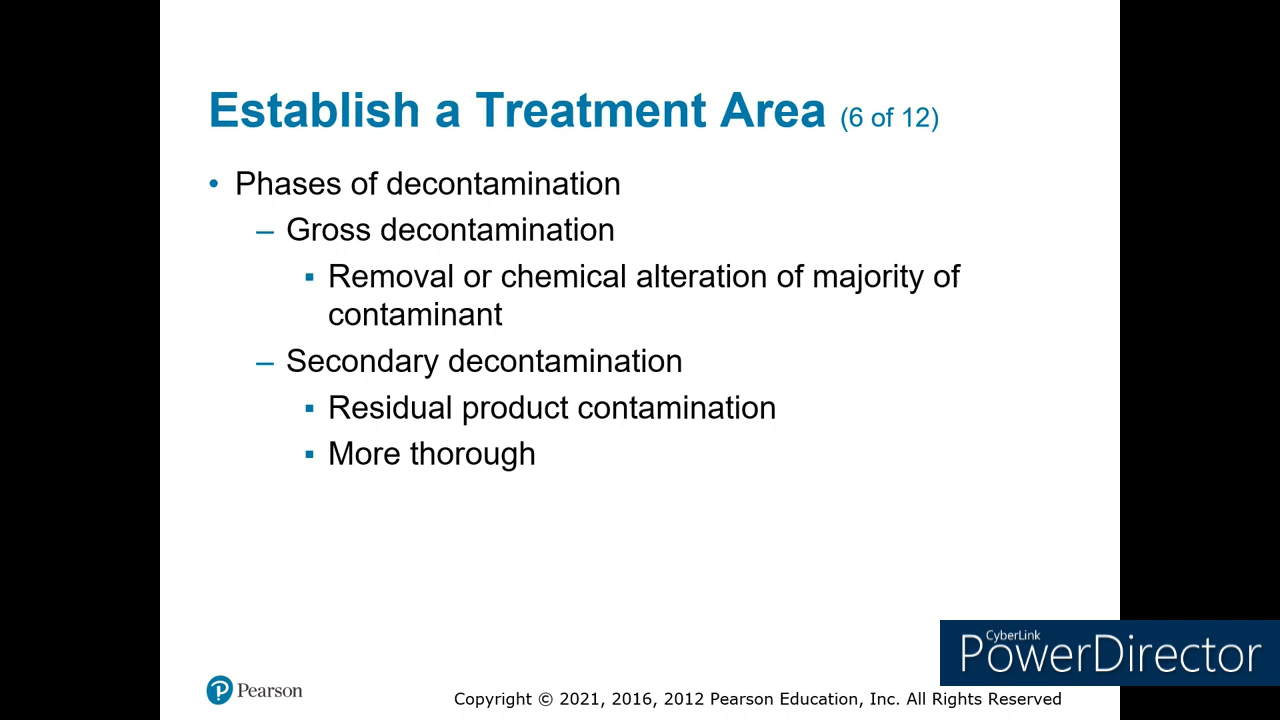 Establish a Treatment Area (6 of 12)
• Phases of decontamination
– Gross decontamination
▪ Removal or chemical alteration of majority of
contaminant
– Secondary decontamination
▪ Residual product contamination
▪ More thorough
CyberLink
PowerDirector
Pearson
Copyright © 2021, 2016, 2012 Pearson Education, Inc. All Rights Reserved